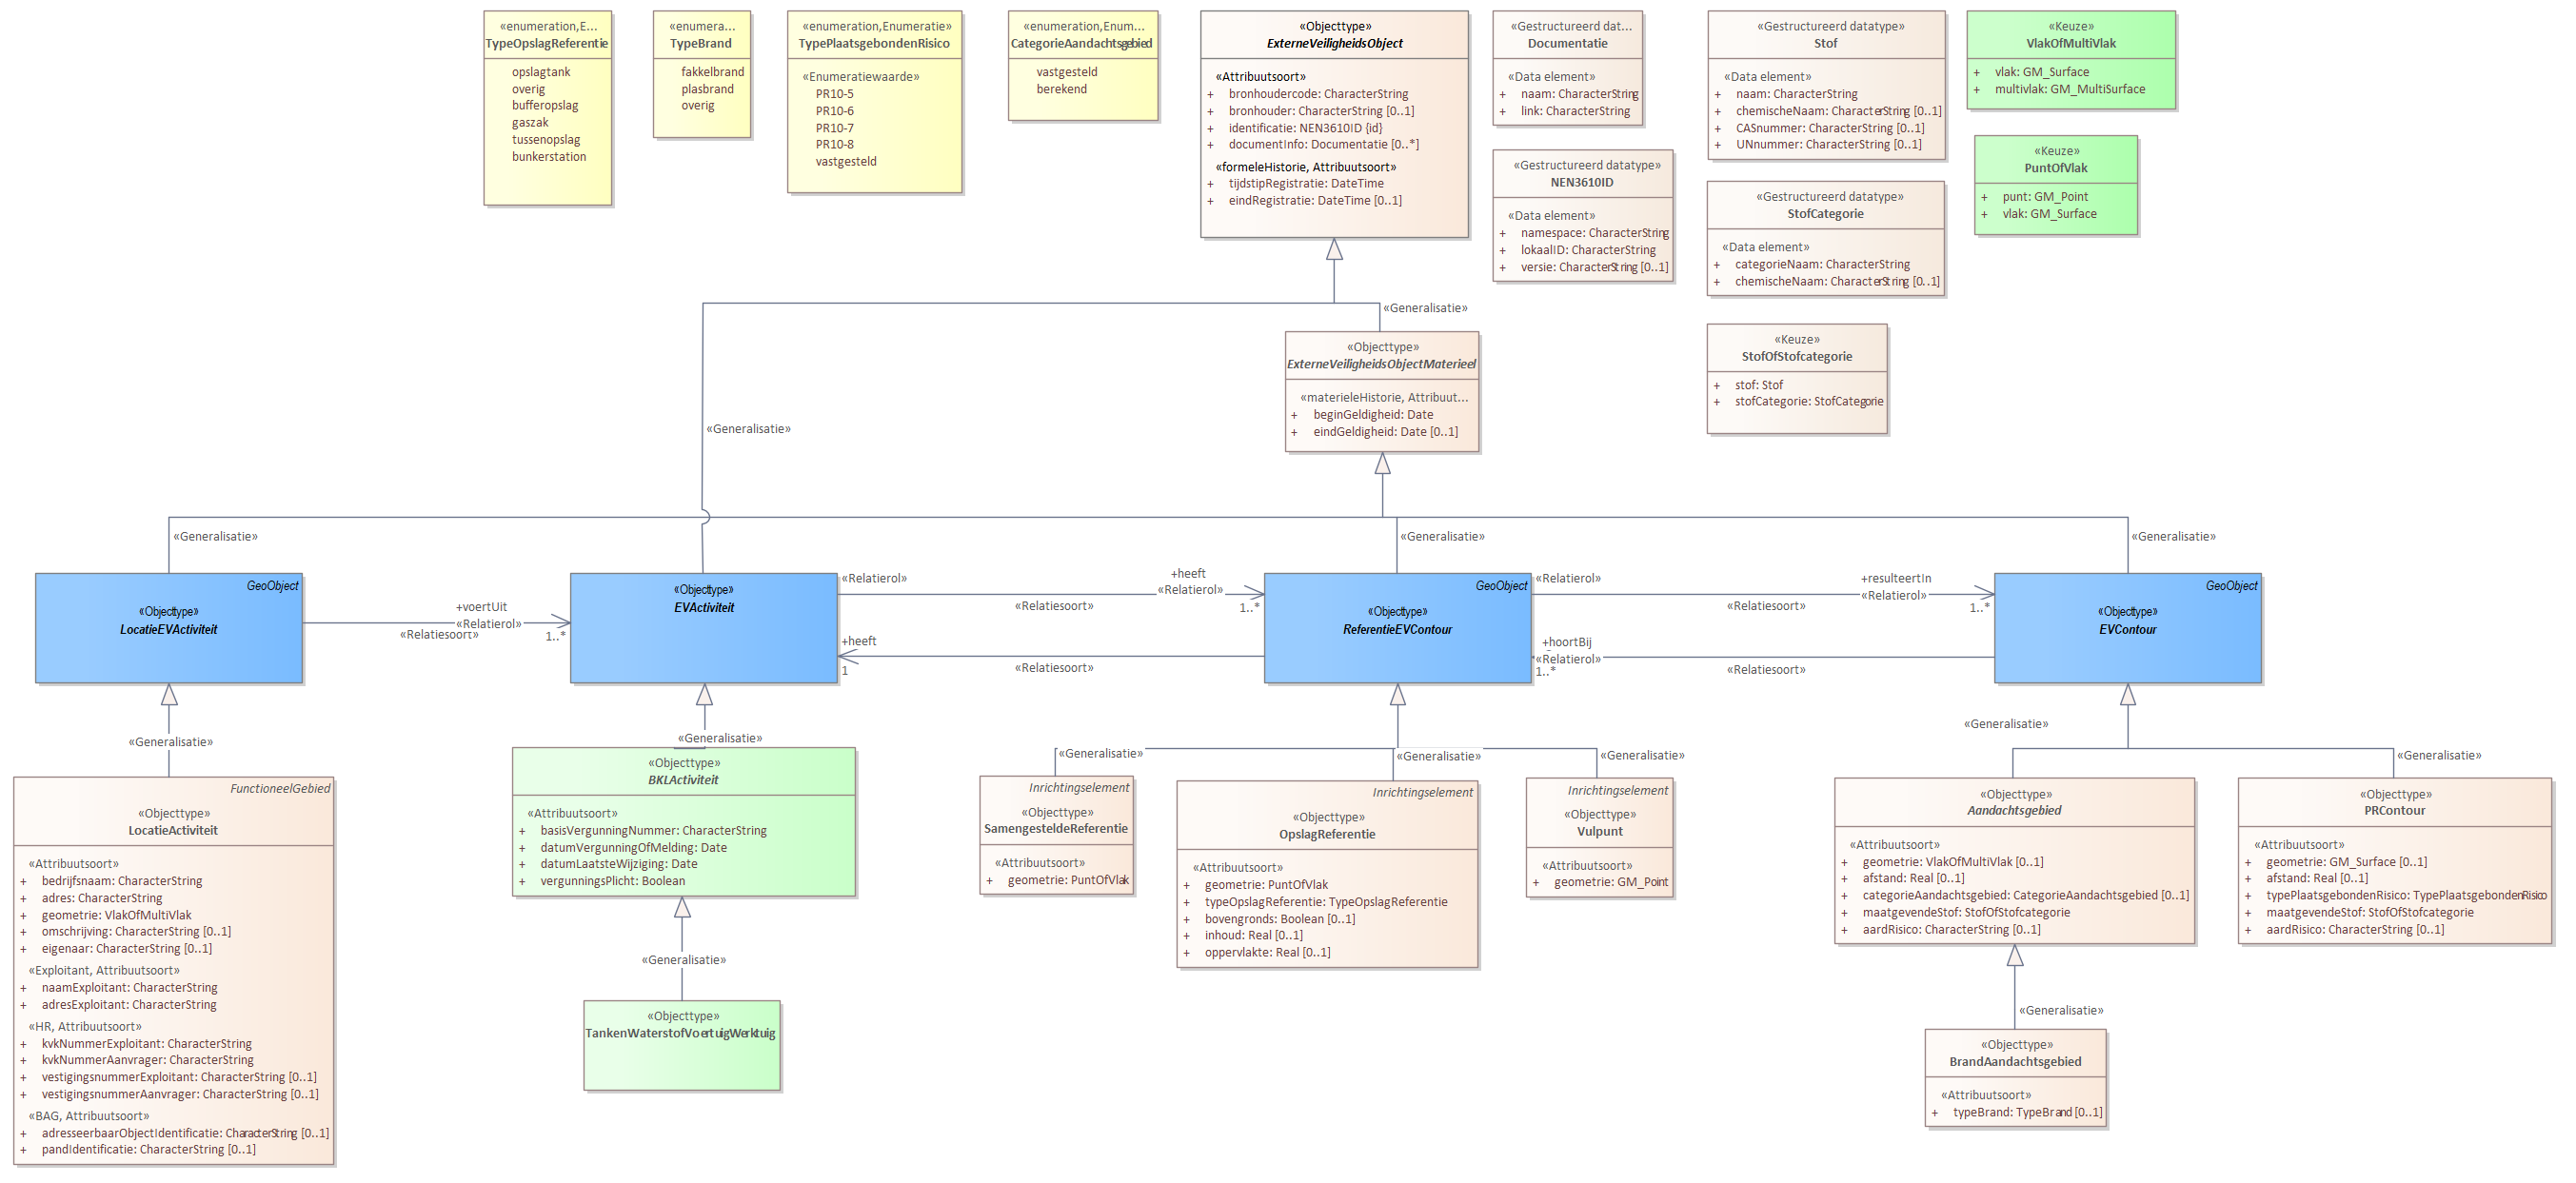 «enumeration,E...
TypeOpslagReferentie
opslagtank
overig
bufferopslag
gaszak
tussenopslag
bunkerstation
«enumera...
TypeBrand
fakkelbrand
plasbrand
overig
«enumeration,Enumeratie»
TypePlaatsgebondenRisico
«Enumeratiewaarde»
PR10-5
PR10-6
PR10-7
PR10-8
vastgesteld
«enumeration,Enum...
CategorieAandachtsgebied
vastgesteld
berekend
«Objecttype»
ExterneVeiligheidsObject
«Attribuutsoort»
+ bronhoudercode: CharacterString
+ bronhouder: CharacterString [0..1]
+ identificatie: NEN3610ID {id}
+ documentInfo: Documentatie [0..*]
«formeleHistorie, Attribuutsoort»
+ tijdstipRegistratie: DateTime
+ eindRegistratie: DateTime [0..1]
«Gestructureerd dat...
Documentatie
«Data element»
+ naam: CharacterString
+ link: CharacterString
«Gestructureerd datatype»
NEN3610ID
«Data element»
+ namespace: CharacterString
+ lokaalID: CharacterString
+ versie: CharacterString [0..1]
«Gestructureerd datatype»
Stof
«Data element»
+ naam: CharacterString
+ chemischeNaam: CharacterString [0..1]
+ CASnummer: CharacterString [0..1]
+ UNnummer: CharacterString [0..1]
«Gestructureerd datatype»
StofCategorie
«Data element»
+ categorieNaam: CharacterString
+ chemischeNaam: CharacterString [0..1]
«Keuze»
StofOfStofcategorie
+ stof: Stof
+ stofCategorie: StofCategorie
«Keuze»
VlakOfMultiVlak
+ vlak: GM_Surface
+ multivlak: GM_MultiSurface
«Keuze»
PuntOfVlak
+ punt: GM_Point
+ vlak: GM_Surface
«Generalisatie»
«Objecttype»
ExterneVeiligheidsObjectMaterieel
«materieleHistorie, Attribuut...
+ beginGeldigheid: Date
+ eindGeldigheid: Date [0..1]
«Generalisatie»
«Generalisatie»
«Generalisatie»
«Generalisatie»
GeoObject
«Objecttype»
LocatieEVActiviteit
+voertUit
«Relatierol»
«Relatiesoort»
1..*
«Objecttype»
EVActiviteit
«Relatierol»
+heeft
«Relatierol»
«Relatiesoort»
1..*
+heeft
1
«Relatiesoort»
GeoObject
«Objecttype»
ReferentieEVContour
«Relatierol»
+resulteertIn
«Relatierol»
«Relatiesoort»
1..*
+hoortBij
«Relatierol»
1..*
«Relatiesoort»
GeoObject
«Objecttype»
EVContour
«Generalisatie»
«Generalisatie»
«Generalisatie»
«Generalisatie»
«Generalisatie»
«Generalisatie»
«Generalisatie»
FunctioneelGebied
«Objecttype»
LocatieActiviteit
«Attribuutsoort»
+ bedrijfsnaam: CharacterString
+ adres: CharacterString
+ geometrie: VlakOfMultiVlak
+ omschrijving: CharacterString [0..1]
+ eigenaar: CharacterString [0..1]
«Exploitant, Attribuutsoort»
+ naamExploitant: CharacterString
+ adresExploitant: CharacterString
«HR, Attribuutsoort»
+ kvkNummerExploitant: CharacterString
+ kvkNummerAanvrager: CharacterString
+ vestigingsnummerExploitant: CharacterString [0..1]
+ vestigingsnummerAanvrager: CharacterString [0..1]
«BAG, Attribuutsoort»
+ adresseerbaarObjectIdentificatie: CharacterString [0..1]
+ pandIdentificatie: CharacterString [0..1]
«Objecttype»
BKLActiviteit
«Attribuutsoort»
+ basisVergunningNummer: CharacterString
+ datumVergunningOfMelding: Date
+ datumLaatsteWijziging: Date
+ vergunningsPlicht: Boolean
«Generalisatie»
«Objecttype»
TankenWaterstofVoertuigWerktuig
Inrichtingselement
«Objecttype»
SamengesteldeReferentie
«Attribuutsoort»
+ geometrie: PuntOfVlak
Inrichtingselement
«Objecttype»
OpslagReferentie
«Attribuutsoort»
+ geometrie: PuntOfVlak
+ typeOpslagReferentie: TypeOpslagReferentie
+ bovengronds: Boolean [0..1]
+ inhoud: Real [0..1]
+ oppervlakte: Real [0..1]
Inrichtingselement
«Objecttype»
Vulpunt
«Attribuutsoort»
+ geometrie: GM_Point
«Objecttype»
Aandachtsgebied
«Attribuutsoort»
+ geometrie: VlakOfMultiVlak [0..1]
+ afstand: Real [0..1]
+ categorieAandachtsgebied: CategorieAandachtsgebied [0..1]
+ maatgevendeStof: StofOfStofcategorie
+ aardRisico: CharacterString [0..1]
«Objecttype»
PRContour
«Attribuutsoort»
+ geometrie: GM_Surface [0..1]
+ afstand: Real [0..1]
+ typePlaatsgebondenRisico: TypePlaatsgebondenRisico
+ maatgevendeStof: StofOfStofcategorie
+ aardRisico: CharacterString [0..1]
«Generalisatie»
«Objecttype»
BrandAandachtsgebied
«Attribuutsoort»
+ typeBrand: TypeBrand [0..1]